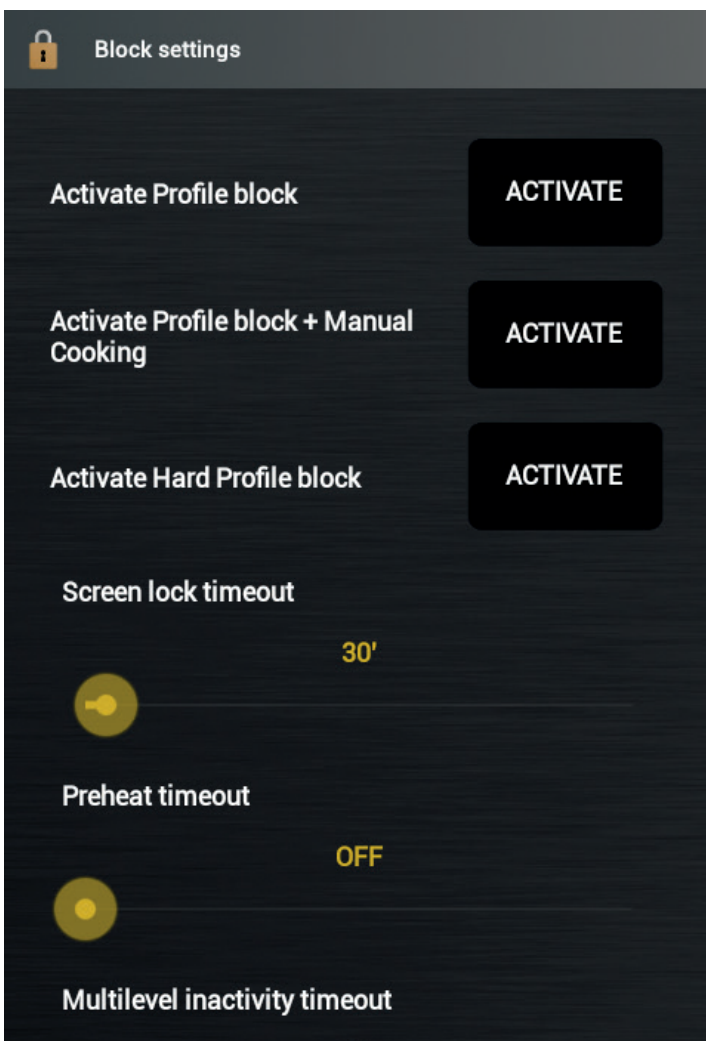 Block settings
Activate Profile block
ACTIVATE
Activate Profile block + Manual
Cooking
ACTIVATE
Activate Hard Profile block
ACTIVATE
Screen lock timeout
30'
Preheat timeout
OFF
Multilevel inactivity timeout